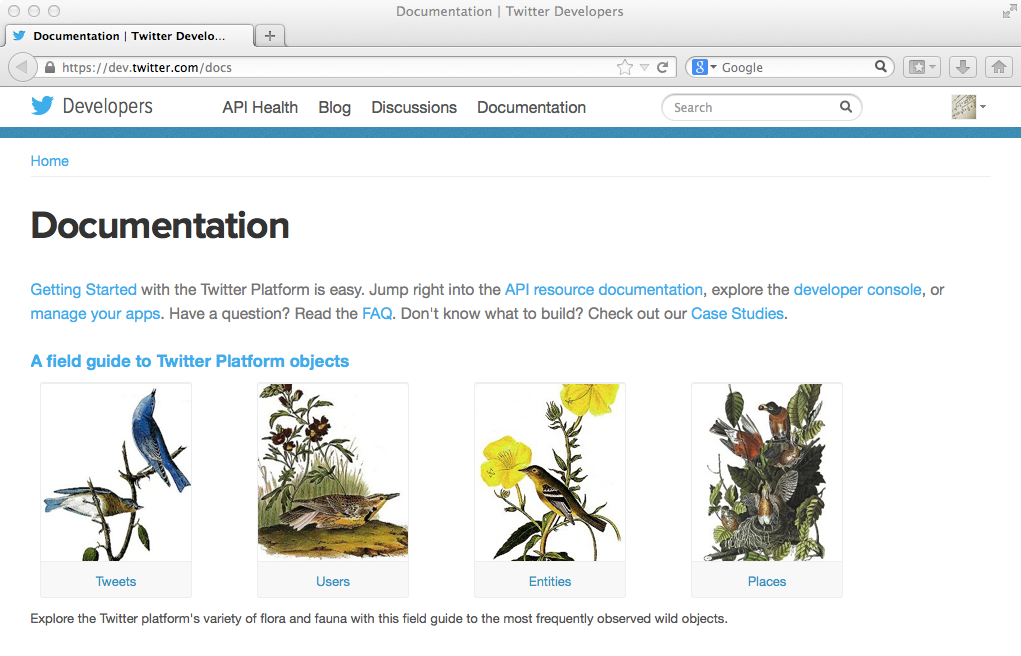 Documentation | Twitter Developers
Documentation | Twitter Develo...
https://dev.twitter.com/docs
8 Google
Developers API Health Blog Discussions Documentation Search
Home
Documentation
Getting Started with the Twitter Platform is easy. Jump right into the API resource documentation, explore the developer console, or
manage your apps. Have a question? Read the FAQ. Don't know what to build? Check out our Case Studies.
A field guide to Twitter Platform objects
Tweets Users Entities Places
Explore the Twitter platform's variety of flora and fauna with this field guide to the most frequently observed wild objects.